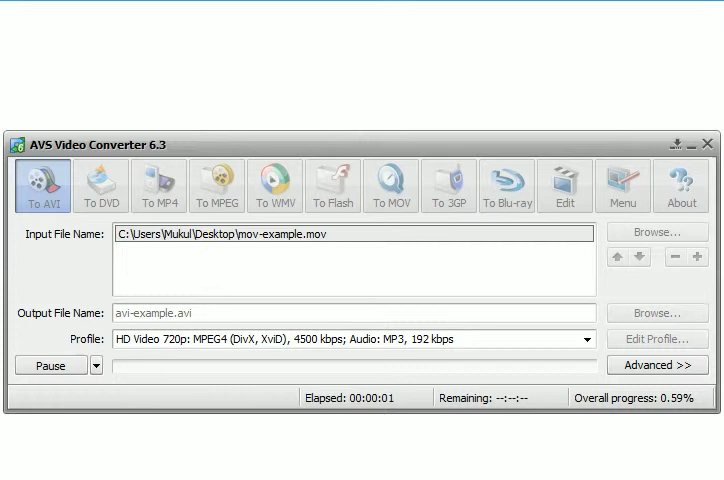 AVS Video Converter 6.3
To AVI To DVD To MP4 To MPEG To WMV To Flash To MOV To 3GP To Blu-ray Edit Menu About
Input File Name: C:\Users\Mukul\Desktop\mov-example.mov Browse...
Output File Name: avi-example.avi Browse...
Profile: HD Video 720p: MPEG4 (DivX, XviD), 4500 kbps; Audio: MP3, 192 kbps Edit Profile...
Pause Advanced >>
Elapsed: 00:00:01 Remaining: --:--:-- Overall progress: 0.59%